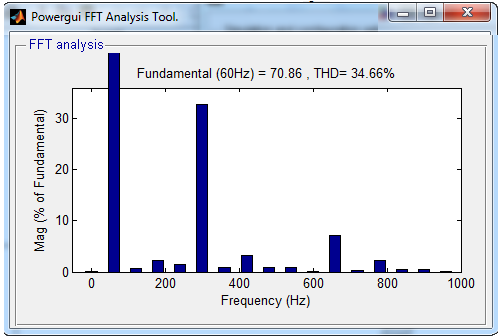 Powergui FFT Analysis Tool.
FFT analysis
Fundamental (60Hz) = 70.86 , THD= 34.66%
Mag (% of Fundamental)
30
20
10
0
0 200 400 600 800 1000
Frequency (Hz)